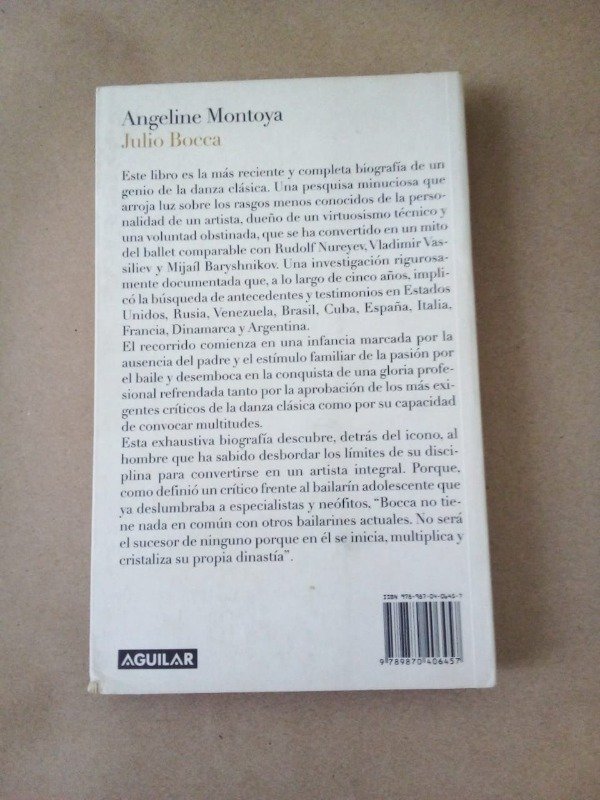 Angeline Montoya
Julio Bocca
Este libro es la más reciente y completa biografía de un
genio de la danza clásica. Una pesquisa minuciosa que
arroja luz sobre los rasgos menos conocidos de la perso-
nalidad de un artista, dueño de un virtuosismo técnico y
una voluntad obstinada, que se ha convertido en un mito
del ballet comparable con Rudolf Nureyev, Vladimir Vas-
siliev y Mijaíl Baryshnikov. Una investigación rigurosa-
mente documentada que, a lo largo de cinco años, impli-
có la búsqueda de antecedentes y testimonios en Estados
Unidos, Rusia, Venezuela, Brasil, Cuba, España, Italia,
Francia, Dinamarca y Argentina.
El recorrido comienza en una infancia marcada por la
ausencia del padre y el estímulo familiar de la pasión por
el baile y desemboca en la conquista de una gloria profe-
sional refrendada tanto por la aprobación de los más exi-
gentes críticos de la danza clásica como por su capacidad
de convocar multitudes.
Esta exhaustiva biografía descubre, detrás del icono, al
hombre que ha sabido desbordar los límites de su disci-
plina para convertirse en un artista integral. Porque,
como definió un crítico frente al bailarín adolescente que
ya deslumbraba a especialistas y neófitos, "Bocca no tie-
ne nada en común con otros bailarines actuales. No será
el sucesor de ninguno porque en él se inicia, multiplica y
cristaliza su propia dinastía".
ISBN 978-987-04-0645-7
9 789870 406457
AGUILAR